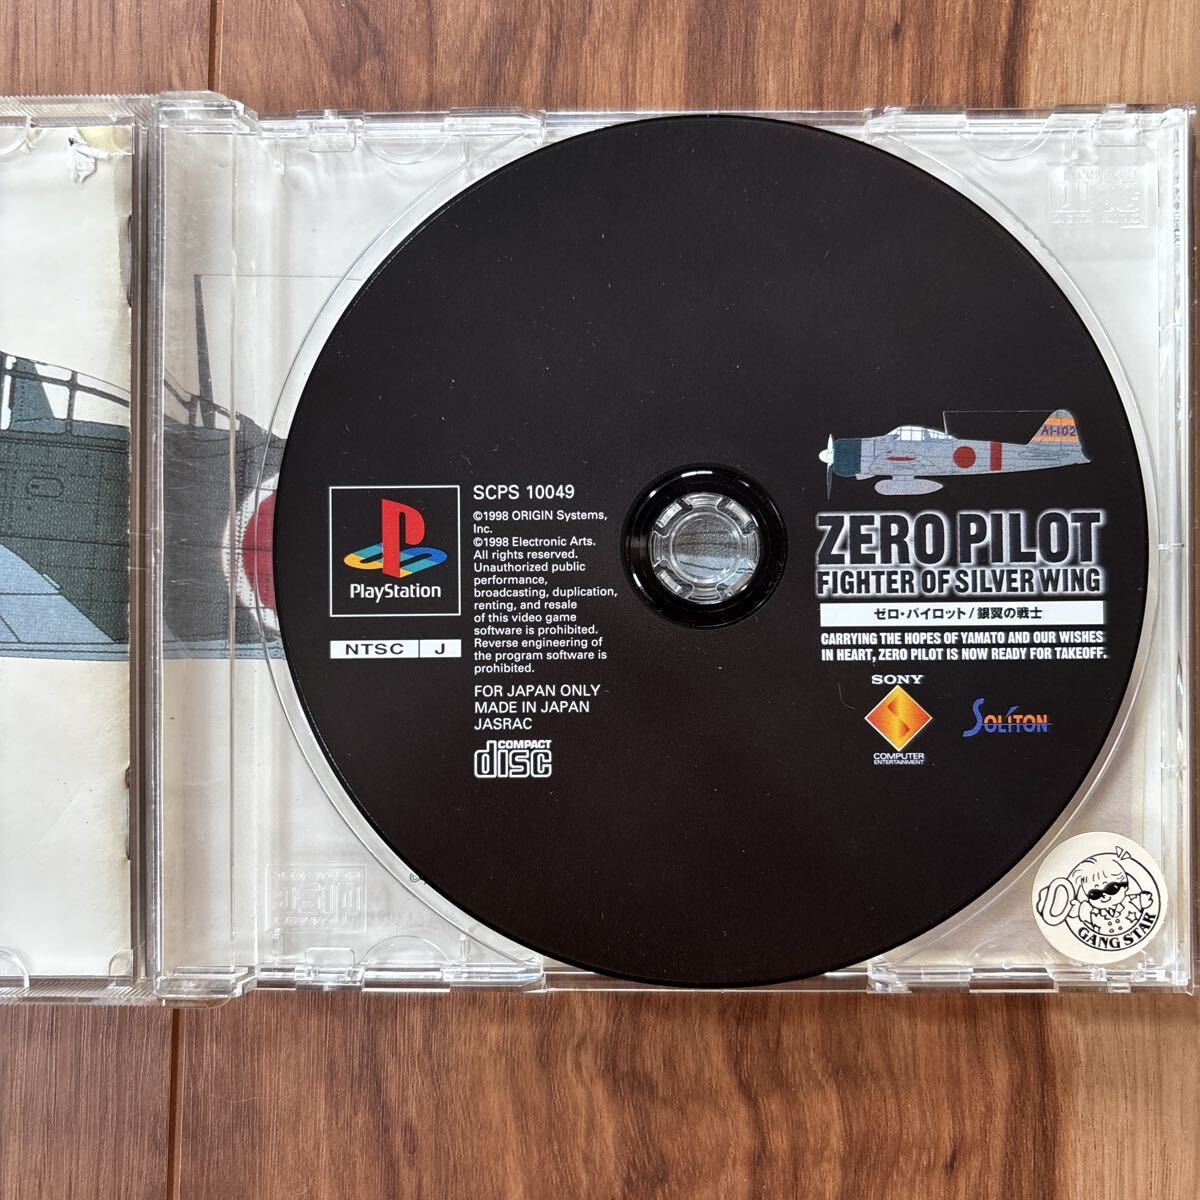 PlayStation
NTSC J
SCPS 10049
©1998 ORIGIN Systems,
Inc.
©1998 Electronic Arts.
All rights reserved.
Unauthorized public
performance,
broadcasting, duplication,
renting, and resale
of this video game
software is prohibited.
Reverse engineering of
the program software is
prohibited.
FOR JAPAN ONLY
MADE IN JAPAN
JASRAC
COMPACT
disc
AI-102
ZERO PILOT
FIGHTER OF SILVER WING
ゼロ・パイロット/銀翼の戦士
CARRYING THE HOPES OF YAMATO AND OUR WISHES
IN HEART, ZERO PILOT IS NOW READY FOR TAKEOFF.
SONY
COMPUTER
ENTERTAINMENT
SOLITON
GANG STAR